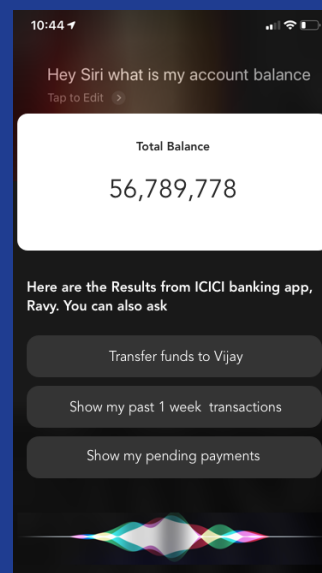 10:44
Hey Siri what is my account balance
Tap to Edit
Total Balance
56,789,778
Here are the Results from ICICI banking app,
Ravy. You can also ask
Transfer funds to Vijay
Show my past 1 week transactions
Show my pending payments